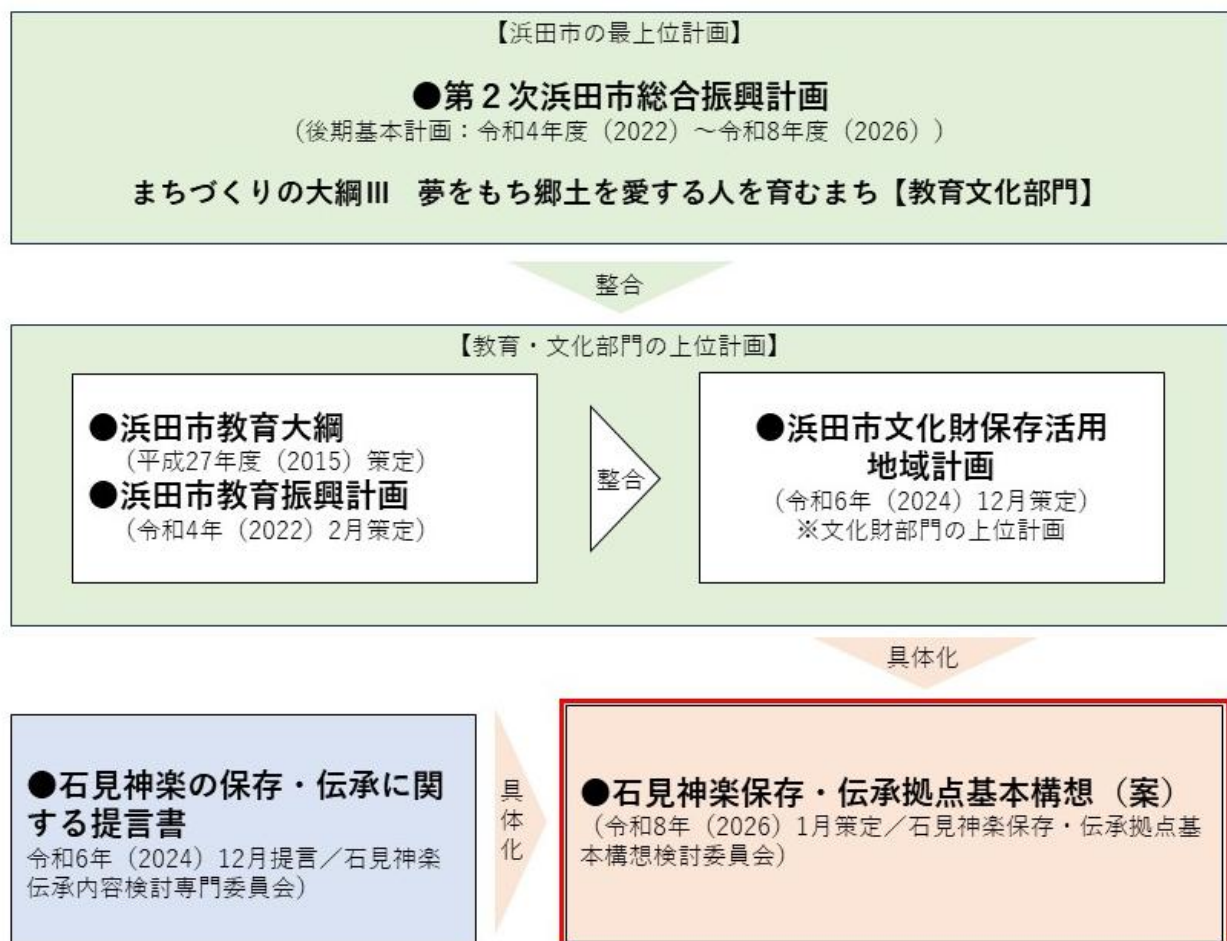 【浜田市の最上位計画】
●第２次浜田市総合振興計画
（後期基本計画：令和4年度（2022）～令和8年度（2026））
まちづくりの大綱Ⅲ　夢をもち郷土を愛する人を育むまち【教育文化部門】
整合
【教育・文化部門の上位計画】
●浜田市教育大綱
（平成27年度（2015）策定）
●浜田市教育振興計画
（令和4年（2022）2月策定）
整合
●浜田市文化財保存活用
地域計画
（令和6年（2024）12月策定）
※文化財部門の上位計画
具体化
●石見神楽の保存・伝承に関
する提言書
令和6年（2024）12月提言／石見神楽
伝承内容検討専門委員会）
具体化
●石見神楽保存・伝承拠点基本構想（案）
（令和8年（2026）1月策定／石見神楽保存・伝承拠点基
本構想検討委員会）